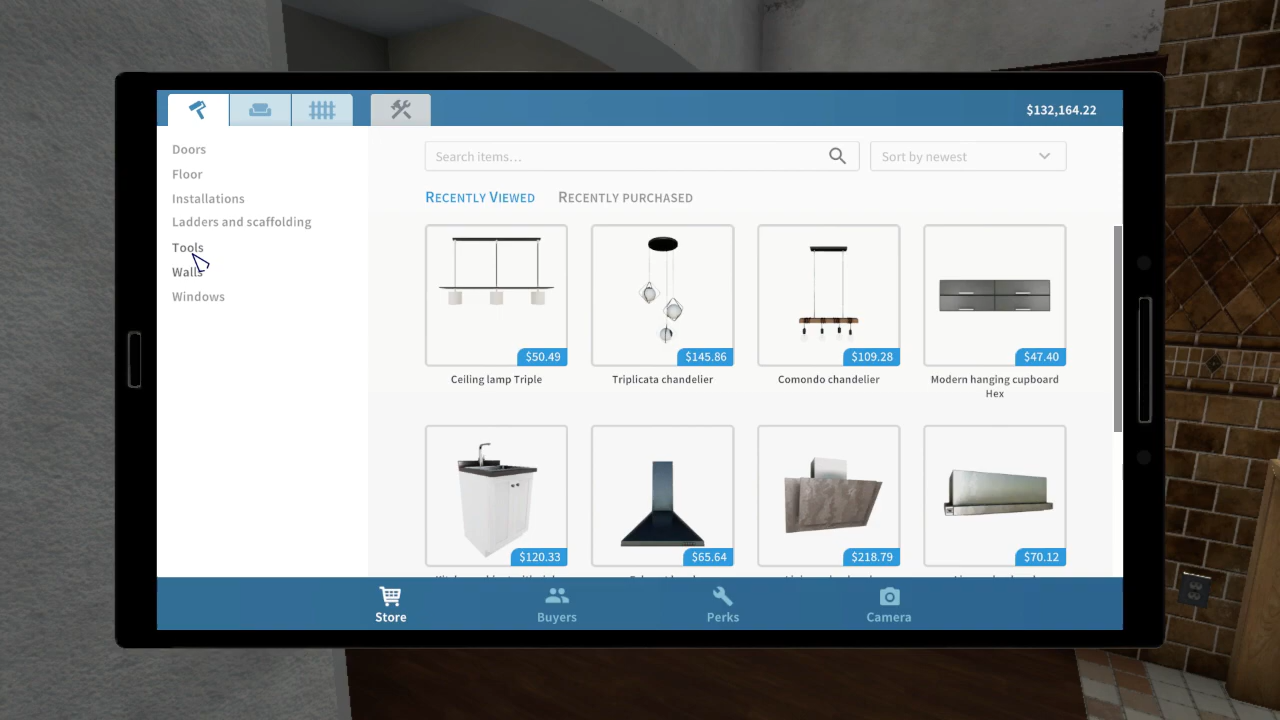 $132,164.22
Doors
Floor
Installations
Ladders and scaffolding
Tools
Walls
Windows
Search items...
Sort by newest
Recently Viewed
Recently purchased
$50.49
$145.86
$109.28
$47.40
Ceiling lamp Triple
Triplicata chandelier
Comondo chandelier
Modern hanging cupboard
Hex
$120.33
$65.64
$218.79
$70.12
Store
Buyers
Perks
Camera